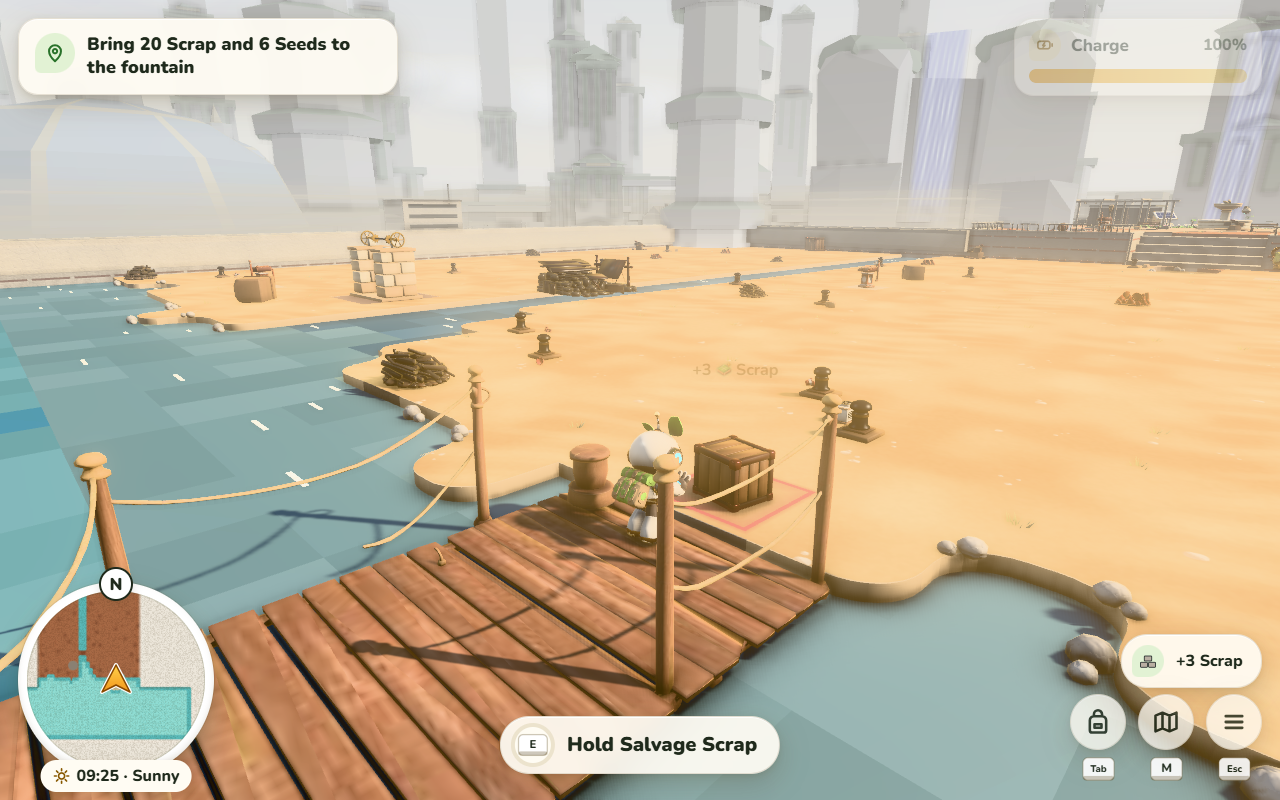 Bring 20 Scrap and 6 Seeds to
the fountain
Charge 100%
+3 Scrap
N
+3 Scrap
E Hold Salvage Scrap
09:25 · Sunny
Tab M Esc